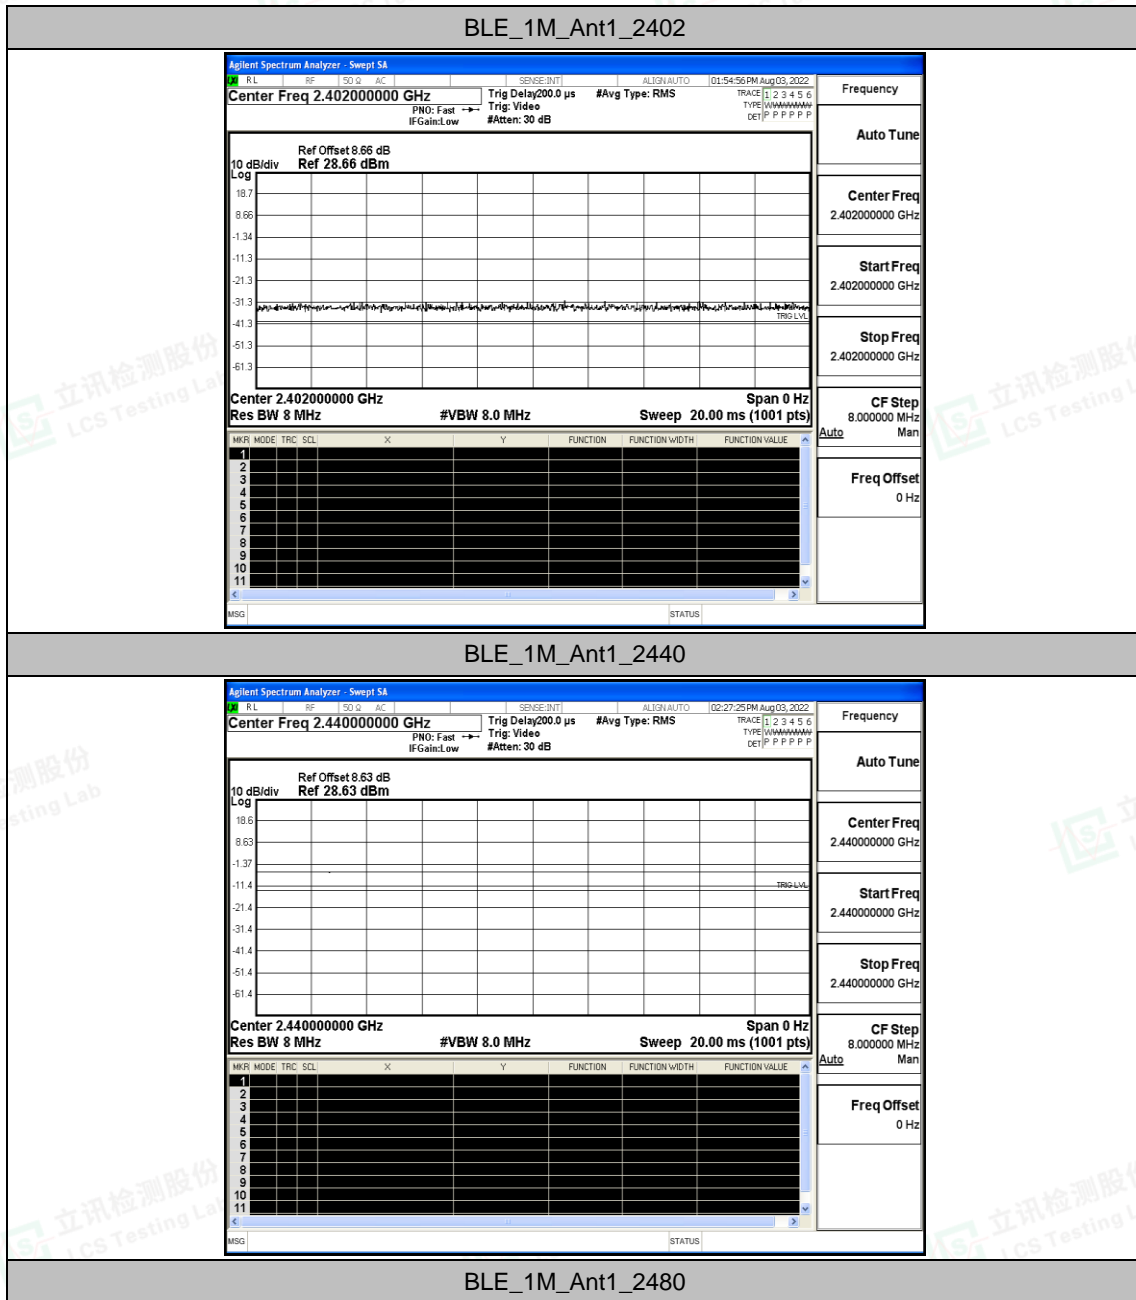 BLE_1M_Ant1_2402
Agilent Spectrum Analyzer - Swept SA
RL RF 50 Ω AC SENSE:INT ALIGN AUTO 01:54:56 PM Aug 03, 2022
Center Freq 2.402000000 GHz
PNO: Fast
IFGain:Low
Trig Delay200.0 µs
Trig: Video
#Atten: 30 dB
#Avg Type: RMS
TRACE 1 2 3 4 5 6
TYPE
DET P P P P P P
Ref Offset 8.66 dB
10 dB/div Ref 28.66 dBm
Log
18.7
8.66
-1.34
-11.3
-21.3
-31.3
TRIG LVL
-41.3
-51.3
-61.3
Center 2.402000000 GHz Span 0 Hz
Res BW 8 MHz #VBW 8.0 MHz Sweep 20.00 ms (1001 pts)
MKR MODE TRC SCL X Y FUNCTION FUNCTION WIDTH FUNCTION VALUE
1
2
3
4
5
6
7
8
9
10
11
MSG STATUS
Frequency
Auto Tune
Center Freq
2.402000000 GHz
Start Freq
2.402000000 GHz
Stop Freq
2.402000000 GHz
CF Step
8.000000 MHz
Auto Man
Freq Offset
0 Hz
BLE_1M_Ant1_2440
Agilent Spectrum Analyzer - Swept SA
RL RF 50 Ω AC SENSE:INT ALIGN AUTO 02:27:25 PM Aug 03, 2022
Center Freq 2.440000000 GHz
PNO: Fast
IFGain:Low
Trig Delay200.0 µs
Trig: Video
#Atten: 30 dB
#Avg Type: RMS
TRACE 1 2 3 4 5 6
TYPE
DET P P P P P P
Ref Offset 8.63 dB
10 dB/div Ref 28.63 dBm
Log
18.6
8.63
-1.37
-11.4
TRIG LVL
-21.4
-31.4
-41.4
-51.4
-61.4
Center 2.440000000 GHz Span 0 Hz
Res BW 8 MHz #VBW 8.0 MHz Sweep 20.00 ms (1001 pts)
MKR MODE TRC SCL X Y FUNCTION FUNCTION WIDTH FUNCTION VALUE
1
2
3
4
5
6
7
8
9
10
11
MSG STATUS
Frequency
Auto Tune
Center Freq
2.440000000 GHz
Start Freq
2.440000000 GHz
Stop Freq
2.440000000 GHz
CF Step
8.000000 MHz
Auto Man
Freq Offset
0 Hz
BLE_1M_Ant1_2480
立讯检测股份
LCS Testing Lab